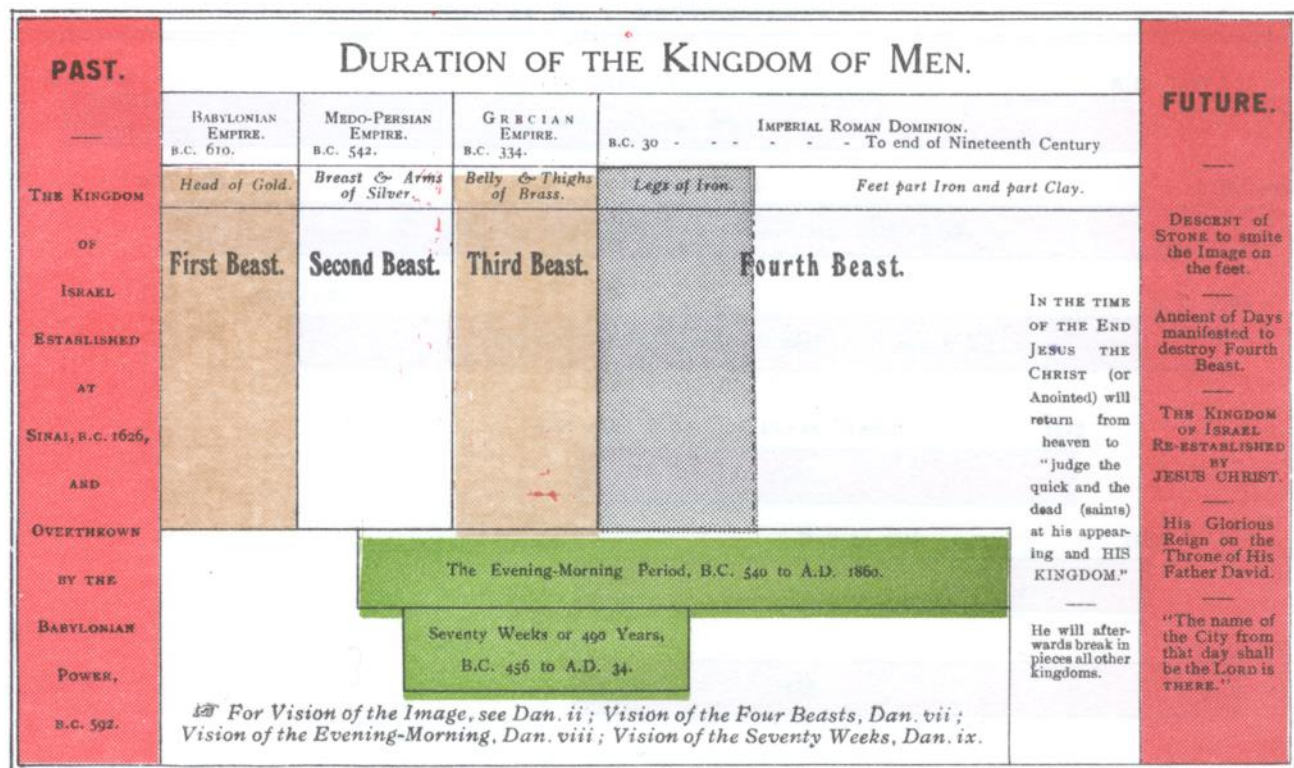 PAST.
THE KINGDOM
OF
ISRAEL
ESTABLISHED
AT
SINAI, B.C. 1626,
AND
OVERTHROWN
BY THE
BABYLONIAN
POWER,
B.C. 592.
DURATION OF THE KINGDOM OF MEN.
BABYLONIAN
EMPIRE.
B.C. 610.
MEDO-PERSIAN
EMPIRE.
B.C. 542.
GRECIAN
EMPIRE.
B.C. 334.
IMPERIAL ROMAN DOMINION.
B.C. 30 - - - - - - To end of Nineteenth Century
Head of Gold.
Breast & Arms
of Silver.
Belly & Thighs
of Brass.
Legs of Iron
Feet part Iron and part Clay.
First Beast.
Second Beast.
Third Beast.
Fourth Beast.
IN THE TIME
OF THE END
JESUS THE
CHRIST (or
Anointed) will
return from
heaven to
"judge the
quick and the
dead (saints)
at his appear-
ing and HIS
KINGDOM."
He will after-
wards break in
pieces all other
kingdoms.
The Evening-Morning Period, B.C. 540 to A.D. 1860.
Seventy Weeks or 490 Years,
B.C. 456 to A.D. 34.
☞ For Vision of the Image, see Dan. ii ; Vision of the Four Beasts, Dan. vii ;
Vision of the Evening-Morning, Dan. viii ; Vision of the Seventy Weeks, Dan. ix.
FUTURE.
DESCENT of
STONE to smite
the Image on
the feet.
Ancient of Days
manifested to
destroy Fourth
Beast.
THE KINGDOM
OF ISRAEL
RE-ESTABLISHED
BY
JESUS CHRIST.
His Glorious
Reign on the
Throne of His
Father David.
"The name of
the City from
that day shall
be the LORD is
THERE."